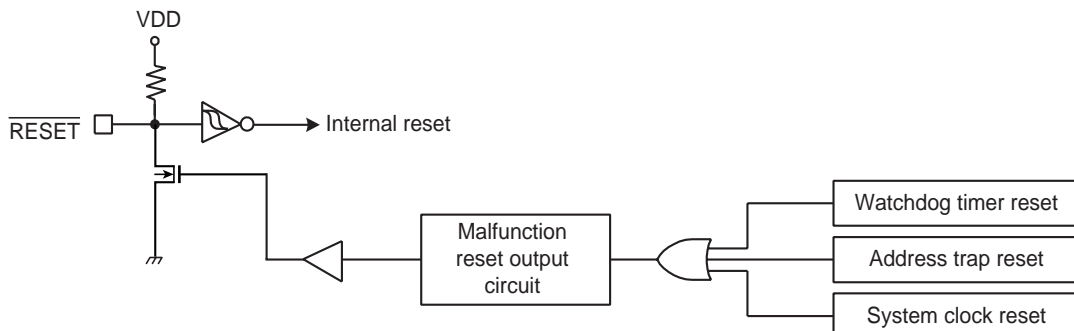 VDD
RESET
Internal reset
Watchdog timer reset
Malfunction
reset output
circuit
Address trap reset
System clock reset